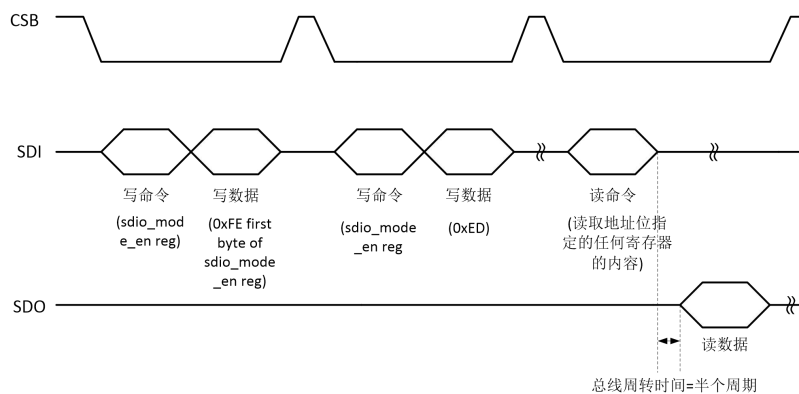 CSB
SDI
写命令
写数据
写命令
写数据
读命令
(sdio_mod
e_en reg)
(0xFE first
byte of
sdio_mode
_en reg)
(sdio_mode
_en reg
(0xED)
(读取地址位指
定的任何寄存器
的内容)
SDO
读数据
总线周转时间=半个周期